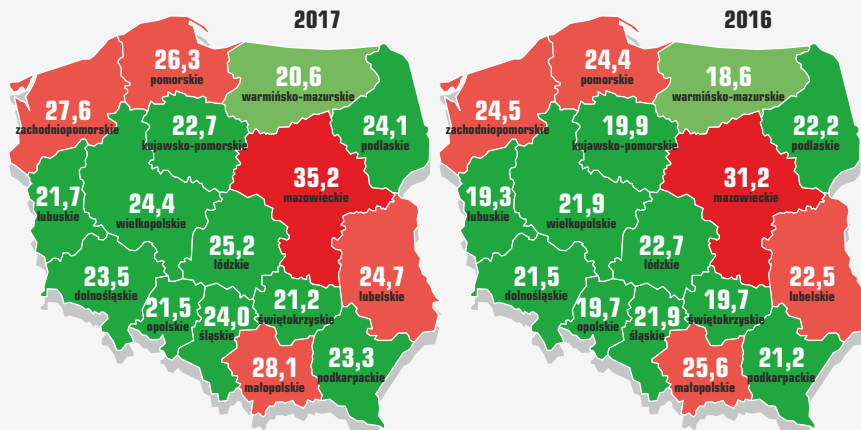 2017
26,3
pomorskie
20,6
warmińsko-mazurskie
27,6
zachodniopomorskie
22,7
kujawsko-pomorskie
24,1
podlaskie
35,2
mazowieckie
21,7
lubuskie
24,4
wielkopolskie
25,2
łódzkie
24,7
lubelskie
23,5
dolnośląskie
21,5
opolskie
24,0
śląskie
21,2
świętokrzyskie
28,1
małopolskie
23,3
podkarpackie
2016
24,4
pomorskie
18,6
warmińsko-mazurskie
24,5
zachodniopomorskie
19,9
kujawsko-pomorskie
22,2
podlaskie
31,2
mazowieckie
19,3
lubuskie
21,9
wielkopolskie
22,7
łódzkie
22,5
lubelskie
21,5
dolnośląskie
19,7
opolskie
21,9
śląskie
19,7
świętokrzyskie
25,6
małopolskie
21,2
podkarpackie